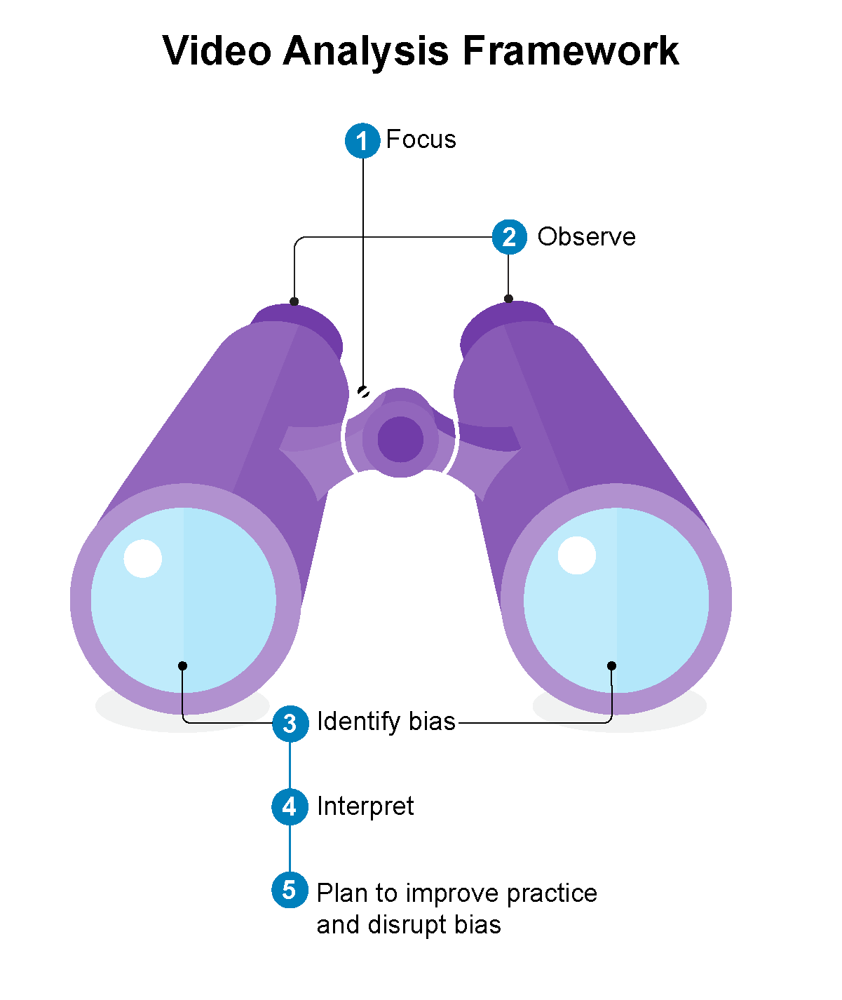 Video Analysis Framework
1 Focus
2 Observe
3 Identify bias
4 Interpret
5 Plan to improve practice
and disrupt bias